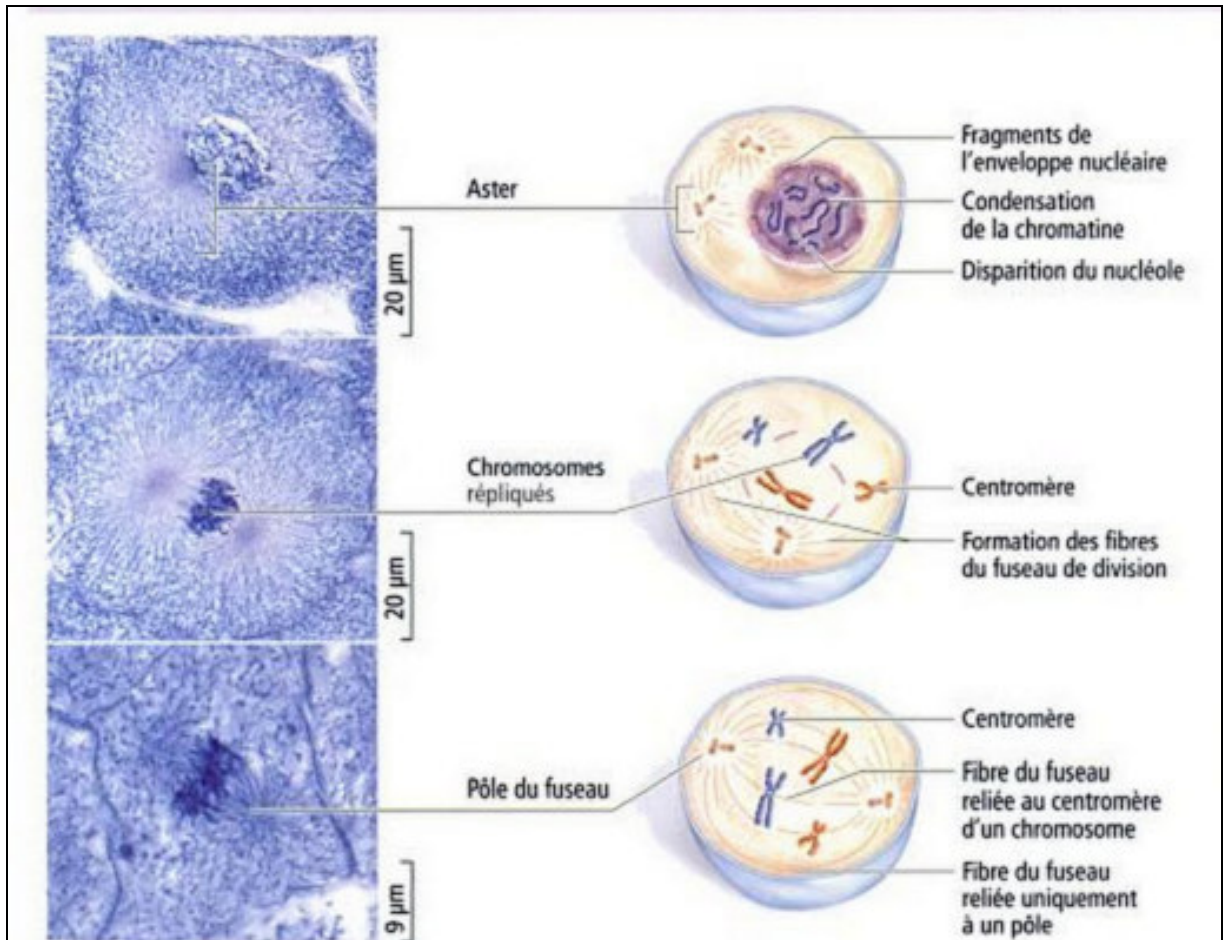 Aster
20 µm
Fragments de
l'enveloppe nucléaire
Condensation
de la chromatine
Disparition du nucléole
Chromosomes
répliqués
20 µm
Centromère
Formation des fibres
du fuseau de division
Pôle du fuseau
9 µm
Centromère
Fibre du fuseau
reliée au centromère
d'un chromosome
Fibre du fuseau
reliée uniquement
à un pôle